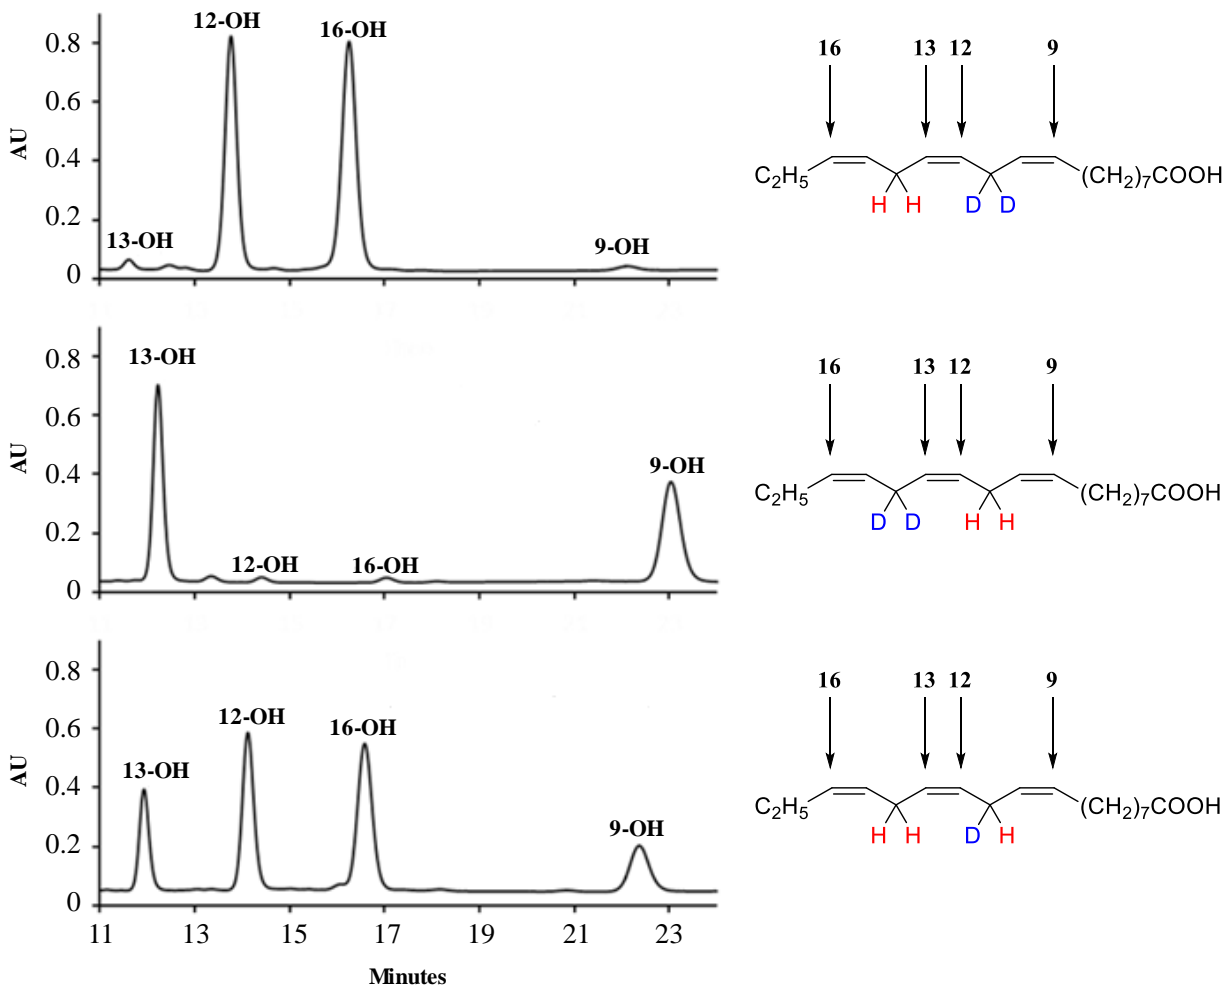 12-OH
16-OH
0.8
0.6
AU
0.4
0.2
13-OH
9-OH
0
16 13 12 9
C2H5 (CH2)7COOH
H H D D
13-OH
0.8
0.6
AU
0.4
9-OH
0.2
12-OH
16-OH
0
16 13 12 9
C2H5 (CH2)7COOH
D D H H
0.8
12-OH
16-OH
0.6
13-OH
AU
0.4
9-OH
0.2
0
11 13 15 17 19 21 23
Minutes
16 13 12 9
C2H5 (CH2)7COOH
H H D H